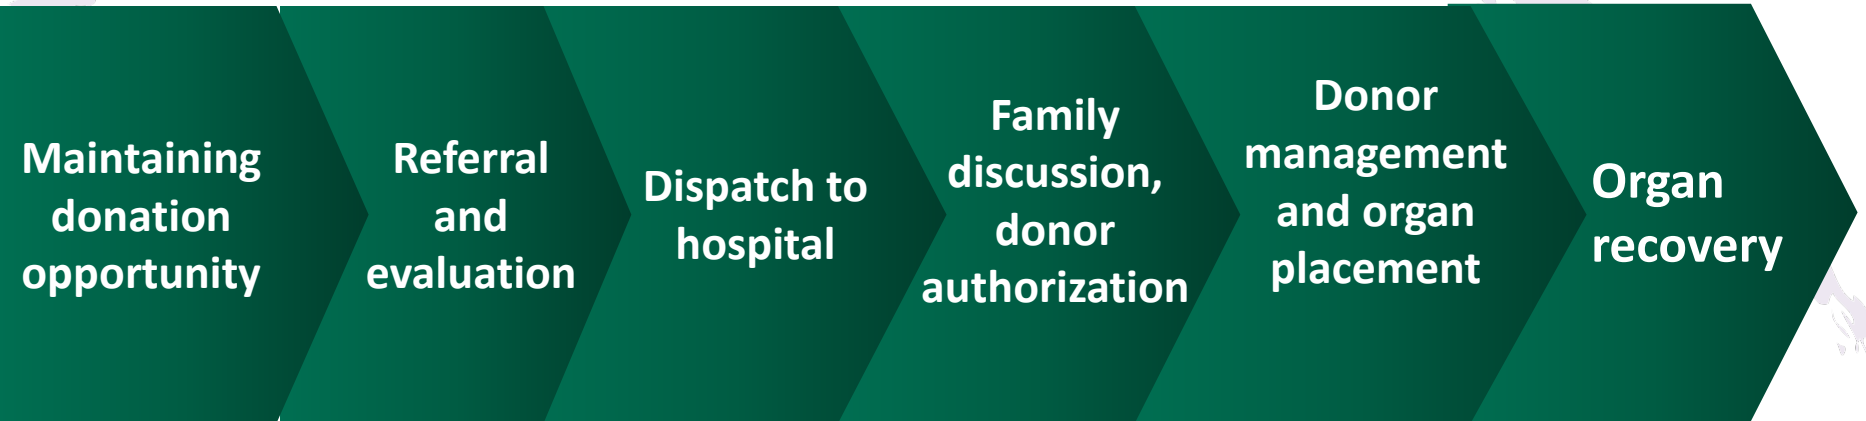 Maintaining
donation
opportunity
Referral
and
evaluation
Dispatch to
hospital
Family
discussion,
donor
authorization
Donor
management
and organ
placement
Organ
recovery